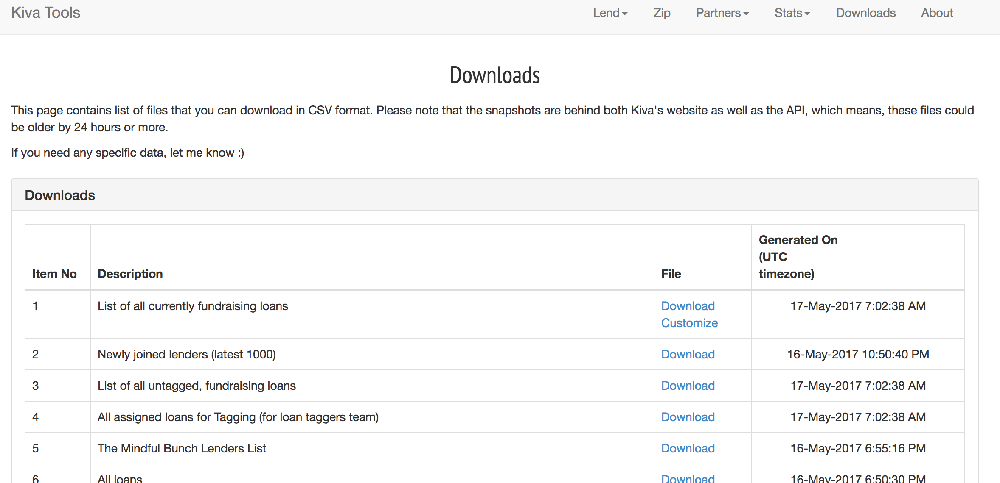 Kiva Tools Lend Zip Partners Stats Downloads About
Downloads
This page contains list of files that you can download in CSV format. Please note that the snapshots are behind both Kiva's website as well as the API, which means, these files could
be older by 24 hours or more.
If you need any specific data, let me know :)
Downloads
Item No Description File Generated On
(UTC
timezone)
1 List of all currently fundraising loans Download 17-May-2017 7:02:38 AM
Customize
2 Newly joined lenders (latest 1000) Download 16-May-2017 10:50:40 PM
3 List of all untagged, fundraising loans Download 17-May-2017 7:02:38 AM
4 All assigned loans for Tagging (for loan taggers team) Download 17-May-2017 7:02:38 AM
5 The Mindful Bunch Lenders List Download 16-May-2017 6:55:16 PM
6 All loans Download 16-May-2017 6:50:30 PM